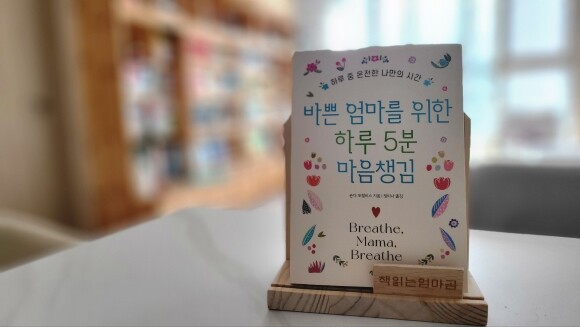 하루 중 온전한 나만의 시간
바쁜 엄마를 위한
하루 5분
마음챙김
Breathe,
Mama,
Breathe
책읽는엄마곰